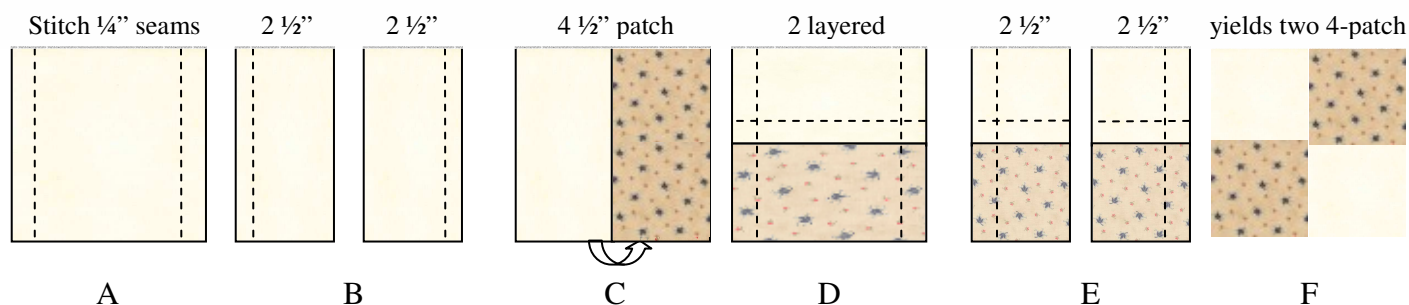 Stitch ¼” seams 2 ½” 2 ½” 4 ½” patch 2 layered 2 ½” 2 ½” yields two 4-patch
A B C D E F